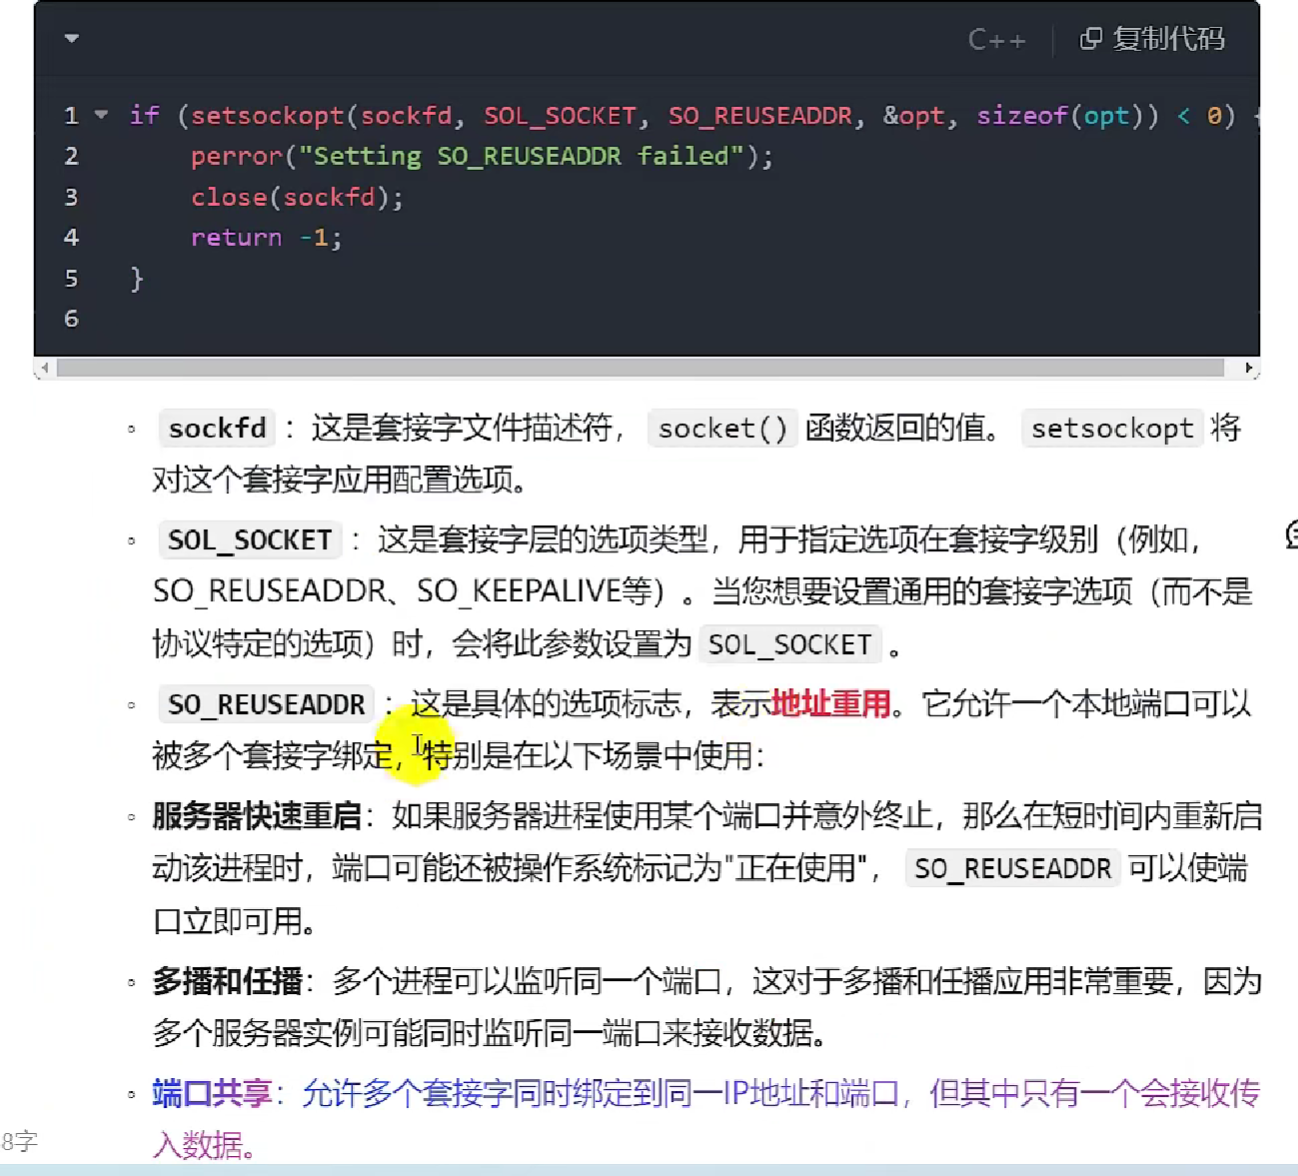 C++ 复制代码
1 if (setsockopt(sockfd, SOL_SOCKET, SO_REUSEADDR, &opt, sizeof(opt)) < 0) {
2 perror("Setting SO_REUSEADDR failed");
3 close(sockfd);
4 return -1;
5 }
6
◦ sockfd ：这是套接字文件描述符， socket() 函数返回的值。 setsockopt 将
对这个套接字应用配置选项。
◦ SOL_SOCKET ：这是套接字层的选项类型，用于指定选项在套接字级别（例如，
SO_REUSEADDR、SO_KEEPALIVE等）。当您想要设置通用的套接字选项（而不是
协议特定的选项）时，会将此参数设置为 SOL_SOCKET 。
◦ SO_REUSEADDR ：这是具体的选项标志，表示地址重用。它允许一个本地端口可以
被多个套接字绑定，特别是在以下场景中使用：
◦ 服务器快速重启：如果服务器进程使用某个端口并意外终止，那么在短时间内重新启
动该进程时，端口可能还被操作系统标记为"正在使用"， SO_REUSEADDR 可以使端
口立即可用。
◦ 多播和任播：多个进程可以监听同一个端口，这对于多播和任播应用非常重要，因为
多个服务器实例可能同时监听同一端口来接收数据。
◦ 端口共享：允许多个套接字同时绑定到同一IP地址和端口，但其中只有一个会接收传
入数据。
8字